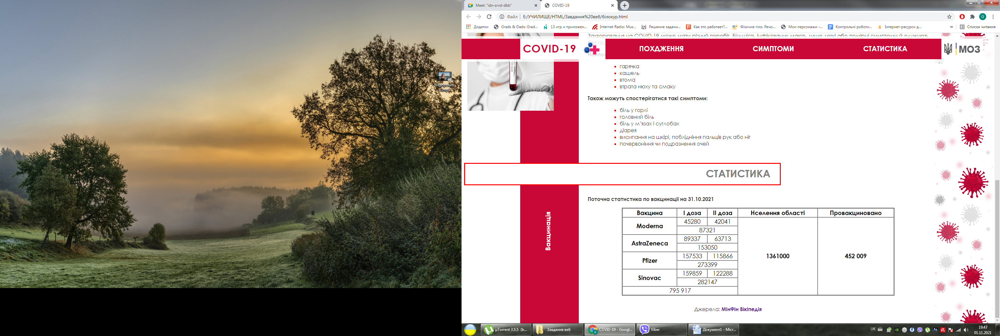 Федоренко
А.mp4
Meet: "idn-srvd-dbb"
COVID-19
Файл | E:/УЧИЛИЩЕ/HTML/Завдання%20веб/білокур.html
О
Додатки
Grads & Dads: Grad...
13 игр и приложен...
Internet Radio: Mus...
izi Решение задачи...
Как это работает?...
Фізичне тіло. Речо...
Мои персонажи -...
Контрольні роботи...
Інтернет-ресурси д...
»
Список читання
Захворювання на COVID-19 може мати різний перебіг. Більшість інфікованих мають лише легкі або помірні симптоми й одужують
COVID-19
ПОХДЖЕННЯ
СИМПТОМИ
СТАТИСТИКА
МОЗ
гарячка
кашель
втома
втрата нюху та смаку
Також можуть спостерігатися такі симптоми:
біль у горлі
головний біль
біль у м'язах і суглобах
діарея
висипання на шкірі, поблідніння пальців рук або ніг
почервоніння чи подразнення очей
СТАТИСТИКА
Вакцинація
Поточна статистика по вакцинації на 31.10.2021
Вакцина I доза II доза Нселення області Провакциновано
Moderna 45280 42041
87321
AstraZeneca 89337 63713
153050
Pfizer 157533 115866
273399
1361000
452 009
Sinovac 159859 122288
282147
795 917
Джерела: МінФін Вікіпедія
µTorrent 3.5.5 (b...
Завдання веб
COVID-19 - Googl...
Viber
Документ1 - Micr...
UK
19:47
01.11.2021